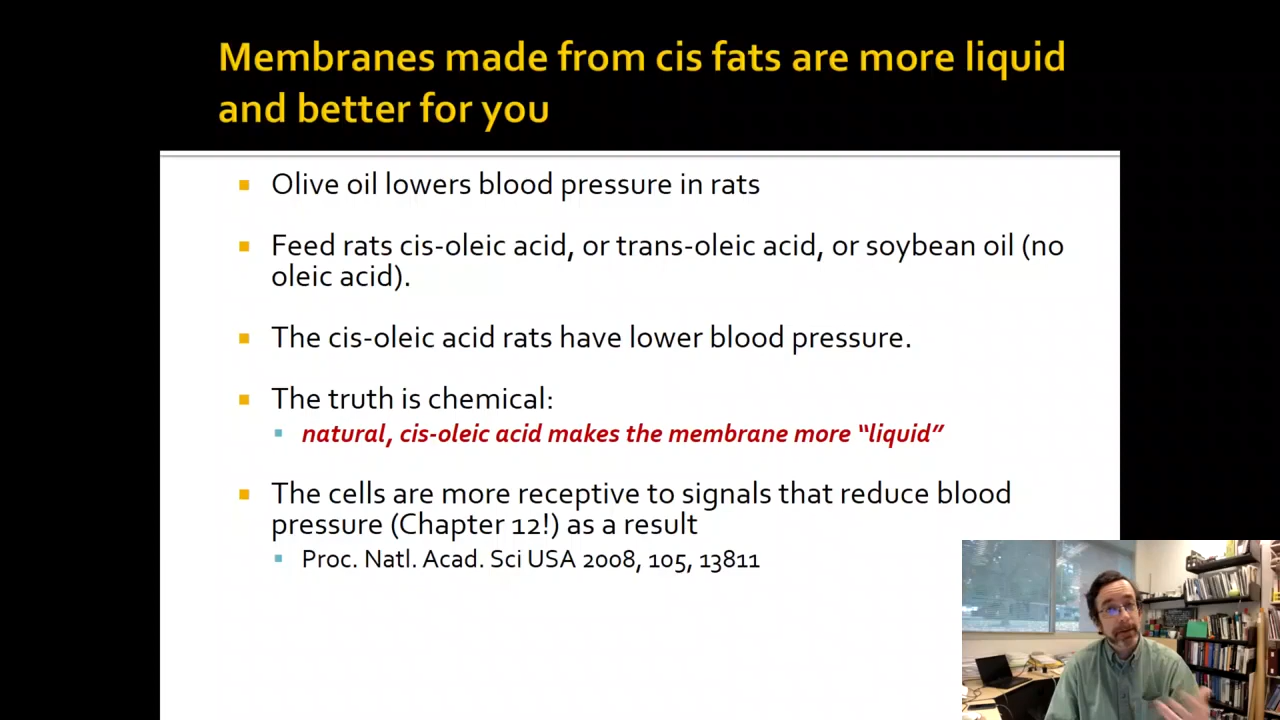 Membranes made from cis fats are more liquid
and better for you
Olive oil lowers blood pressure in rats
Feed rats cis-oleic acid, or trans-oleic acid, or soybean oil (no
oleic acid).
The cis-oleic acid rats have lower blood pressure.
The truth is chemical:
natural, cis-oleic acid makes the membrane more “liquid”
The cells are more receptive to signals that reduce blood
pressure (Chapter 12!) as a result
Proc. Natl. Acad. Sci USA 2008, 105, 13811